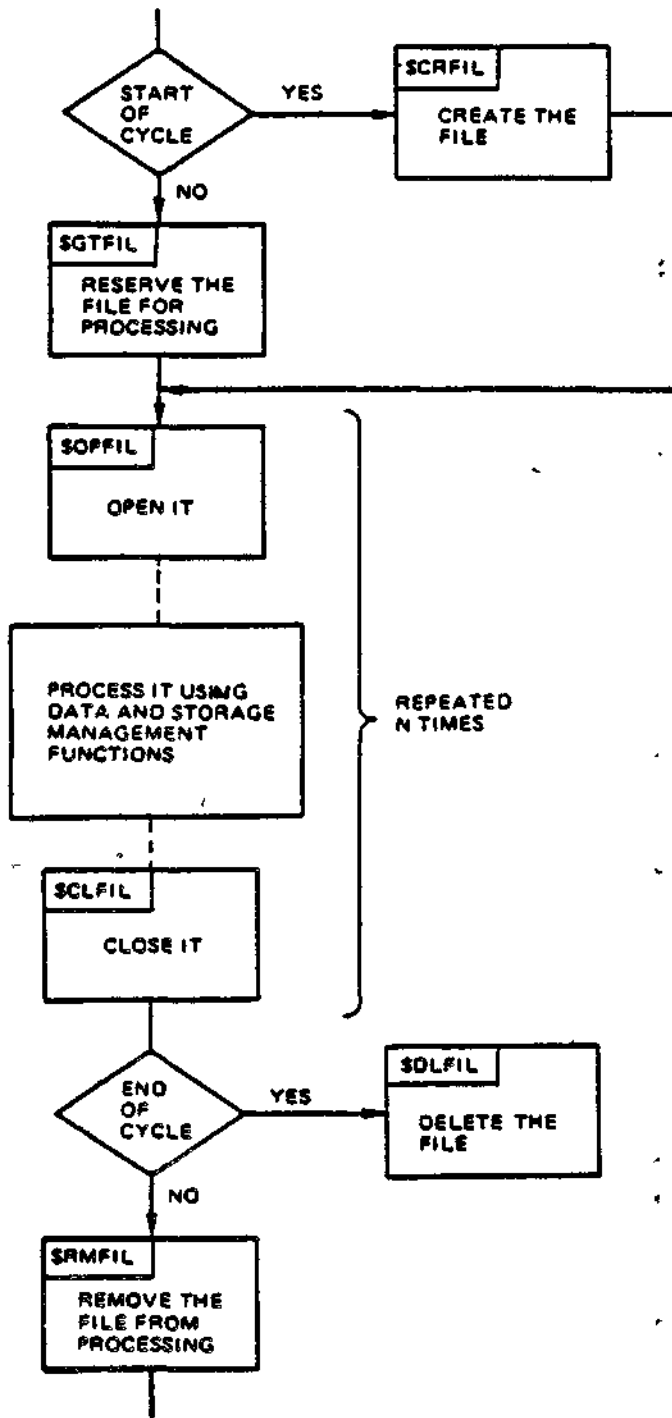 START
OF
CYCLE
YES
$CRFIL
CREATE THE
FILE
NO
$GTFIL
RESERVE THE
FILE FOR
PROCESSING
$OPFIL
OPEN IT
PROCESS IT USING
DATA AND STORAGE
MANAGEMENT
FUNCTIONS
REPEATED
N TIMES
$CLFIL
CLOSE IT
END
OF
CYCLE
YES
$DLFIL
DELETE THE
FILE
NO
$RMFIL
REMOVE THE
FILE FROM
PROCESSING